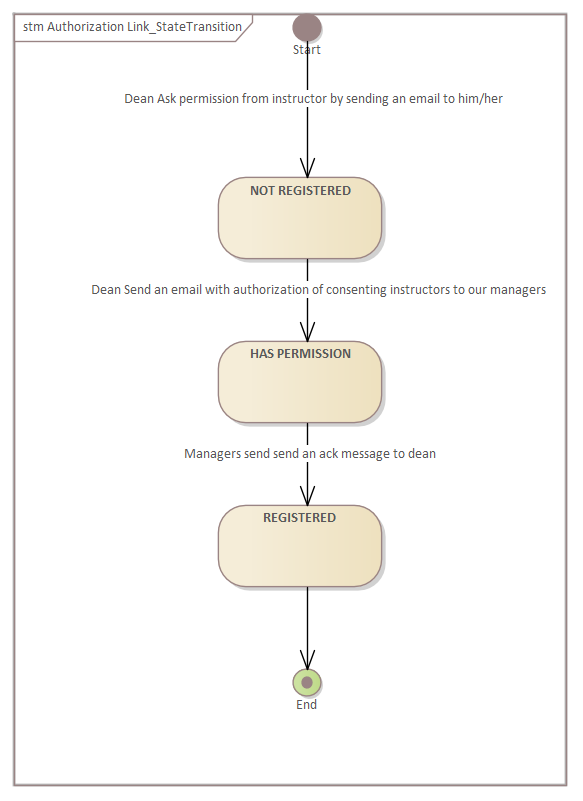 stm Authorization Link_StateTransition
Start
Dean Ask permission from instructor by sending an email to him/her
NOT REGISTERED
Dean Send an email with authorization of consenting instructors to our managers
HAS PERMISSION
Managers send send an ack message to dean
REGISTERED
End